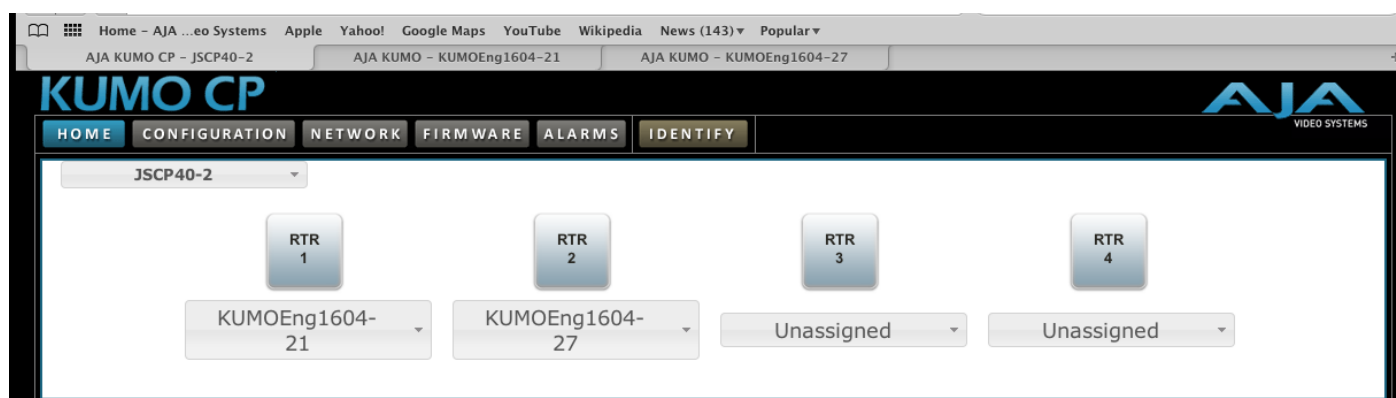 Home – AJA ...eo Systems Apple Yahoo! Google Maps YouTube Wikipedia News (143) Popular
AJA KUMO CP – JSCP40-2 AJA KUMO – KUMOEng1604-21 AJA KUMO – KUMOEng1604-27
KUMO CP
AJA
VIDEO SYSTEMS
HOME CONFIGURATION NETWORK FIRMWARE ALARMS IDENTIFY
JSCP40-2
RTR RTR RTR RTR
1 2 3 4
KUMOEng1604- KUMOEng1604- Unassigned Unassigned
21 27